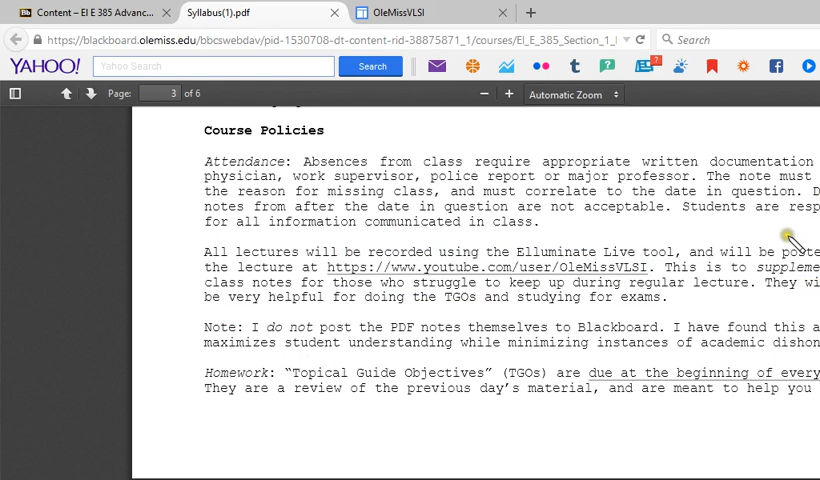 Content – El E 385 Advanc...
Syllabus(1).pdf
OleMissVLSI
https://blackboard.olemiss.edu/bbcswebdav/pid-1530708-dt-content-rid-38875871_1/courses/El_E_385_Section_1_
Search
YAHOO!
Yahoo Search
Search
7
Page: 3 of 6
Automatic Zoom
Course Policies
Attendance: Absences from class require appropriate written documentation
physician, work supervisor, police report or major professor. The note must
the reason for missing class, and must correlate to the date in question. D
notes from after the date in question are not acceptable. Students are resp
for all information communicated in class.
All lectures will be recorded using the Elluminate Live tool, and will be poste
the lecture at https://www.youtube.com/user/OleMissVLSI. This is to suppleme
class notes for those who struggle to keep up during regular lecture. They wi
be very helpful for doing the TGOs and studying for exams.
Note: I do not post the PDF notes themselves to Blackboard. I have found this a
maximizes student understanding while minimizing instances of academic dishon
Homework: “Topical Guide Objectives” (TGOs) are due at the beginning of every
They are a review of the previous day’s material, and are meant to help you